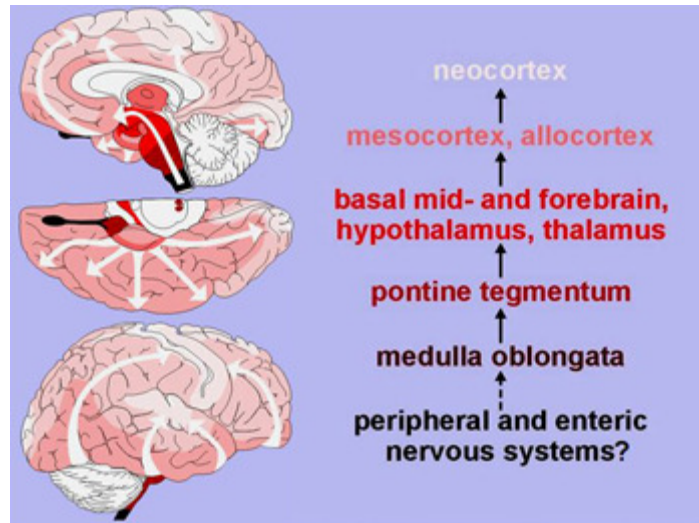 neocortex
mesocortex, allocortex
basal mid- and forebrain,
hypothalamus, thalamus
pontine tegmentum
medulla oblongata
peripheral and enteric
nervous systems?